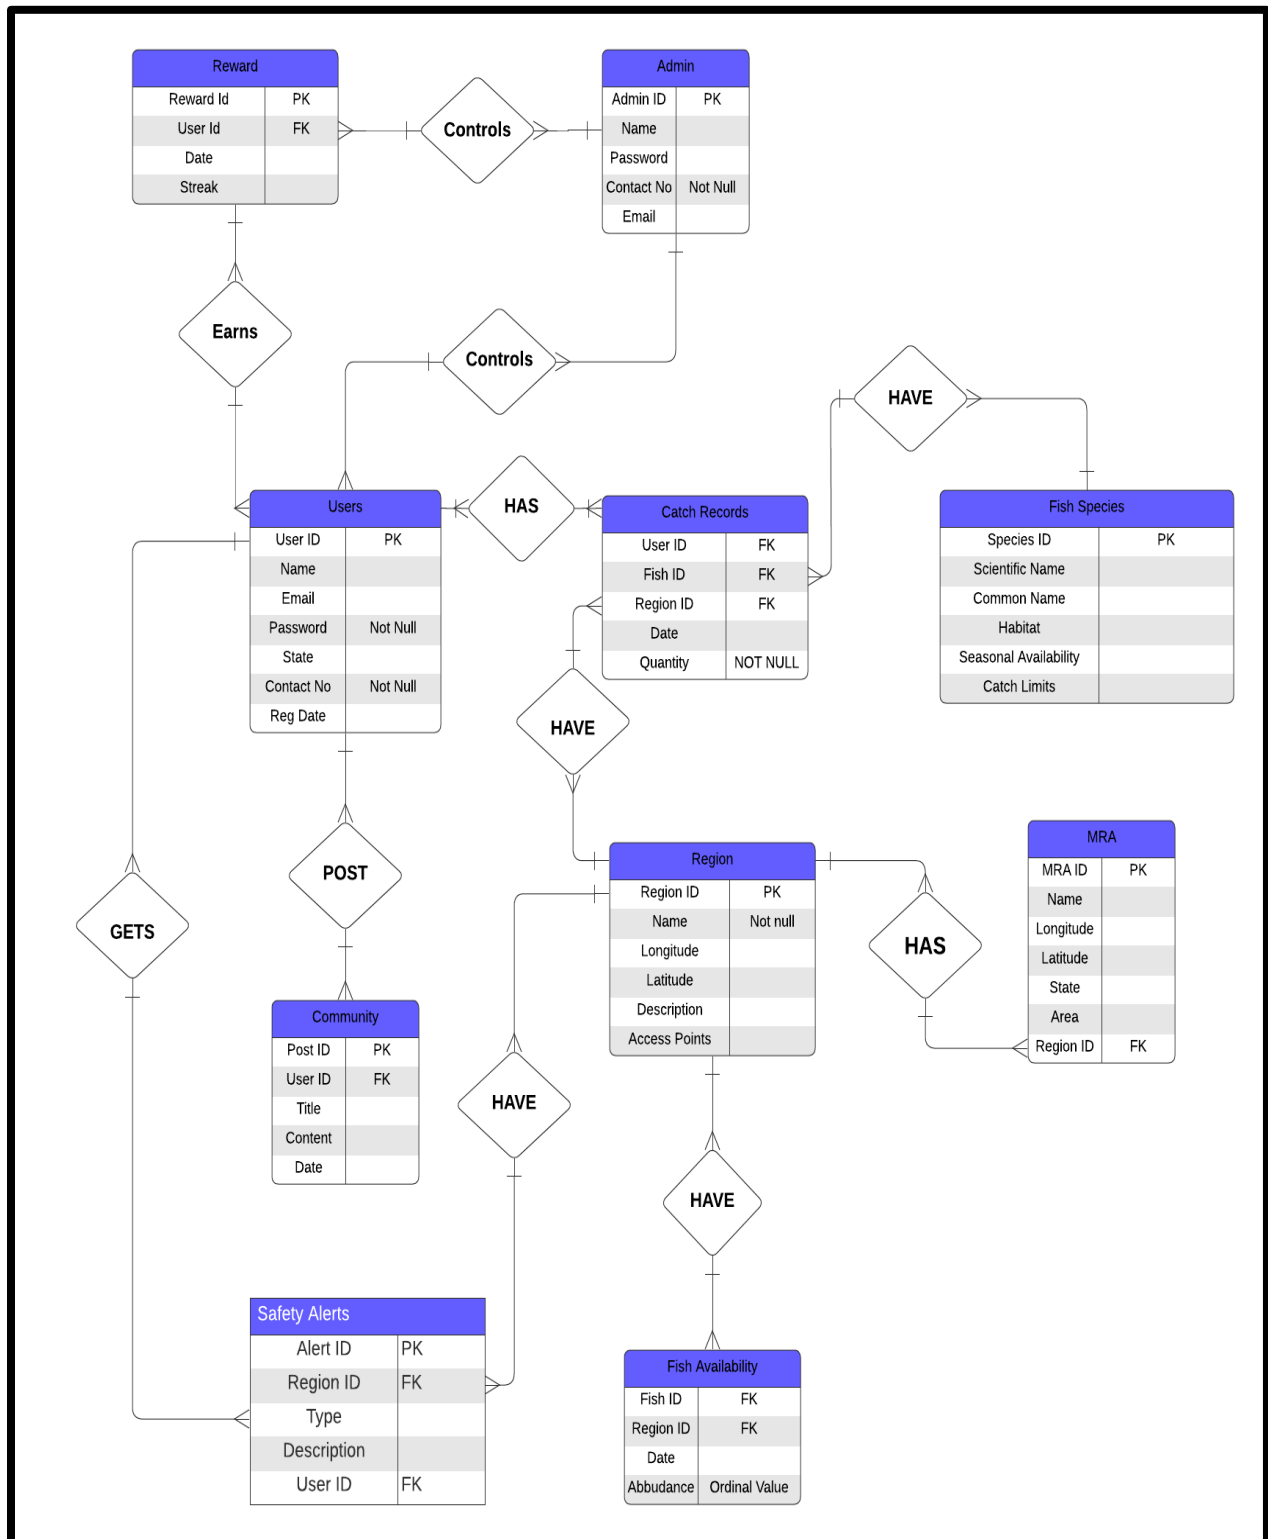 Reward
Reward Id PK
User Id FK
Date
Streak
Controls
Admin
Admin ID PK
Name
Password
Contact No Not Null
Email
Earns
Controls
HAVE
Users
User ID PK
Name
Email
Password Not Null
State
Contact No Not Null
Reg Date
HAS
Catch Records
User ID FK
Fish ID FK
Region ID FK
Date
Quantity NOT NULL
Fish Species
Species ID PK
Scientific Name
Common Name
Habitat
Seasonal Availability
Catch Limits
HAVE
POST
GETS
Region
Region ID PK
Name Not null
Longitude
Latitude
Description
Access Points
HAS
MRA
MRA ID PK
Name
Longitude
Latitude
State
Area
Region ID FK
Community
Post ID PK
User ID FK
Title
Content
Date
HAVE
HAVE
Safety Alerts
Alert ID PK
Region ID FK
Type
Description
User ID FK
Fish Availability
Fish ID FK
Region ID FK
Date
Abbudance Ordinal Value